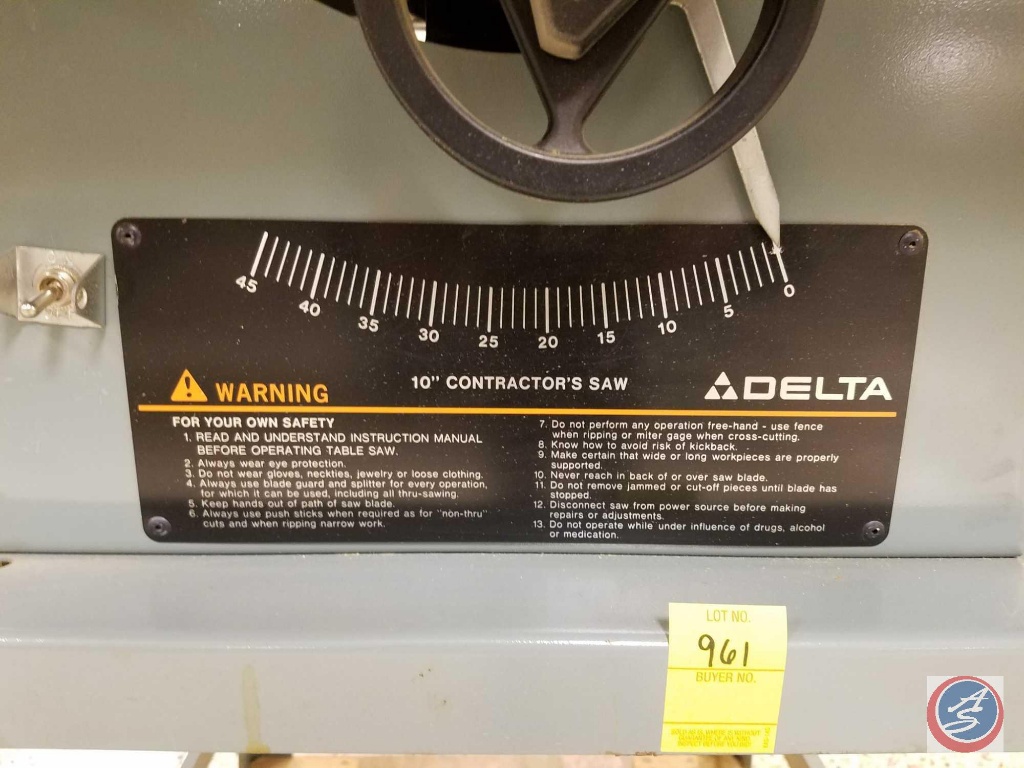 45
40
35
30
25
20
15
10
5
0
WARNING
10" CONTRACTOR'S SAW
DELTA
FOR YOUR OWN SAFETY
1. READ AND UNDERSTAND INSTRUCTION MANUAL
BEFORE OPERATING TABLE SAW.
2. Always wear eye protection.
3. Do not wear gloves, neckties, jewelry or loose clothing.
4. Always use blade guard and splitter for every operation,
for which it can be used, including all thru-sawing.
5. Keep hands out of path of saw blade.
6. Always use push sticks when required as for "non-thru"
cuts and when ripping narrow work.
7. Do not perform any operation free-hand - use fence
when ripping or miter gage when cross-cutting.
8. Know how to avoid risk of kickback.
9. Make certain that wide or long workpieces are properly
supported.
10. Never reach in back of or over saw blade.
11. Do not remove jammed or cut-off pieces until blade has
stopped.
12. Disconnect saw from power source before making
repairs or adjustments.
13. Do not operate while under influence of drugs, alcohol
or medication.
LOT NO.
961
BUYER NO.
AS